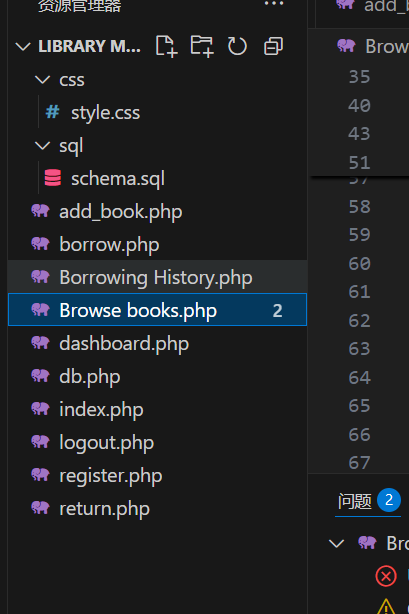 资源管理器
···
add_b
LIBRARY M...
Brow
css
# style.css
sql
schema.sql
add_book.php
borrow.php
Borrowing History.php
Browse books.php 2
dashboard.php
db.php
index.php
logout.php
register.php
return.php
35
40
43
51
57
58
59
60
61
62
63
64
65
66
67
问题 2
Bro